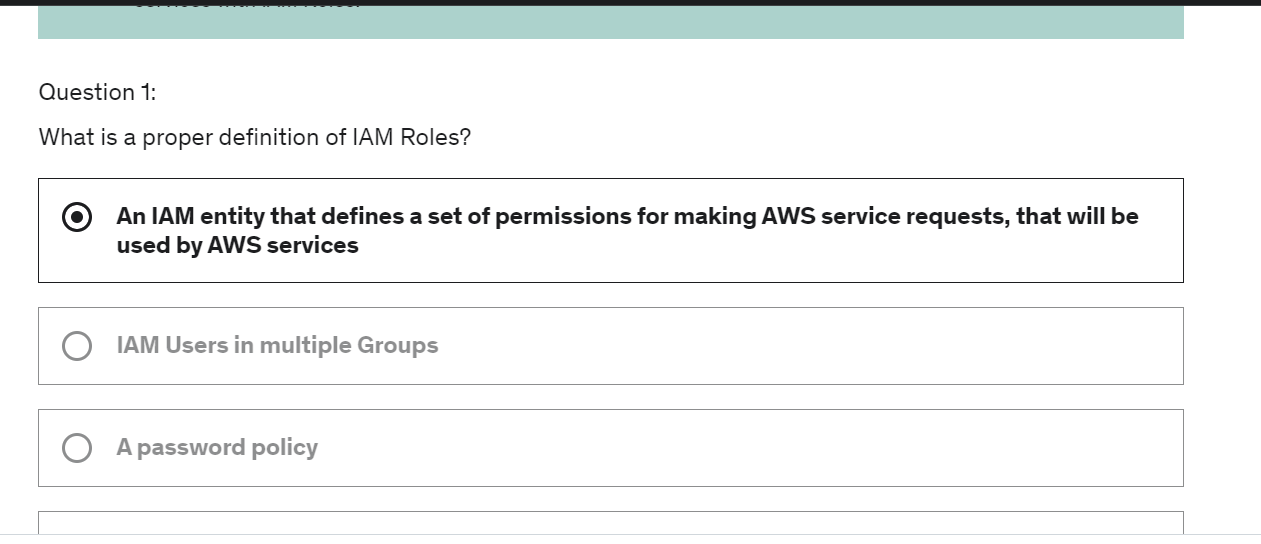 Question 1:
What is a proper definition of IAM Roles?
An IAM entity that defines a set of permissions for making AWS service requests, that will be
used by AWS services
IAM Users in multiple Groups
A password policy